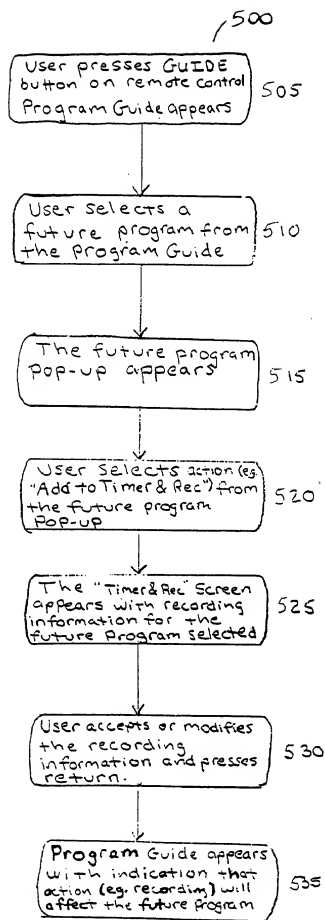 500
User presses GUIDE
button on remote control
Program Guide appears
505
User selects a
future program from
the Program Guide
510
The future program
pop-up appears
515
User selects action (eg.
"Add to Timer & Rec") from
the future program
Pop-up
520
The "Timer & Rec" Screen
appears with recording
information for the
future program selected
525
User accepts or modifies
the recording
information and presses
return.
530
Program Guide appears
with indication that
action (eg. recording) will
affect the future program
535